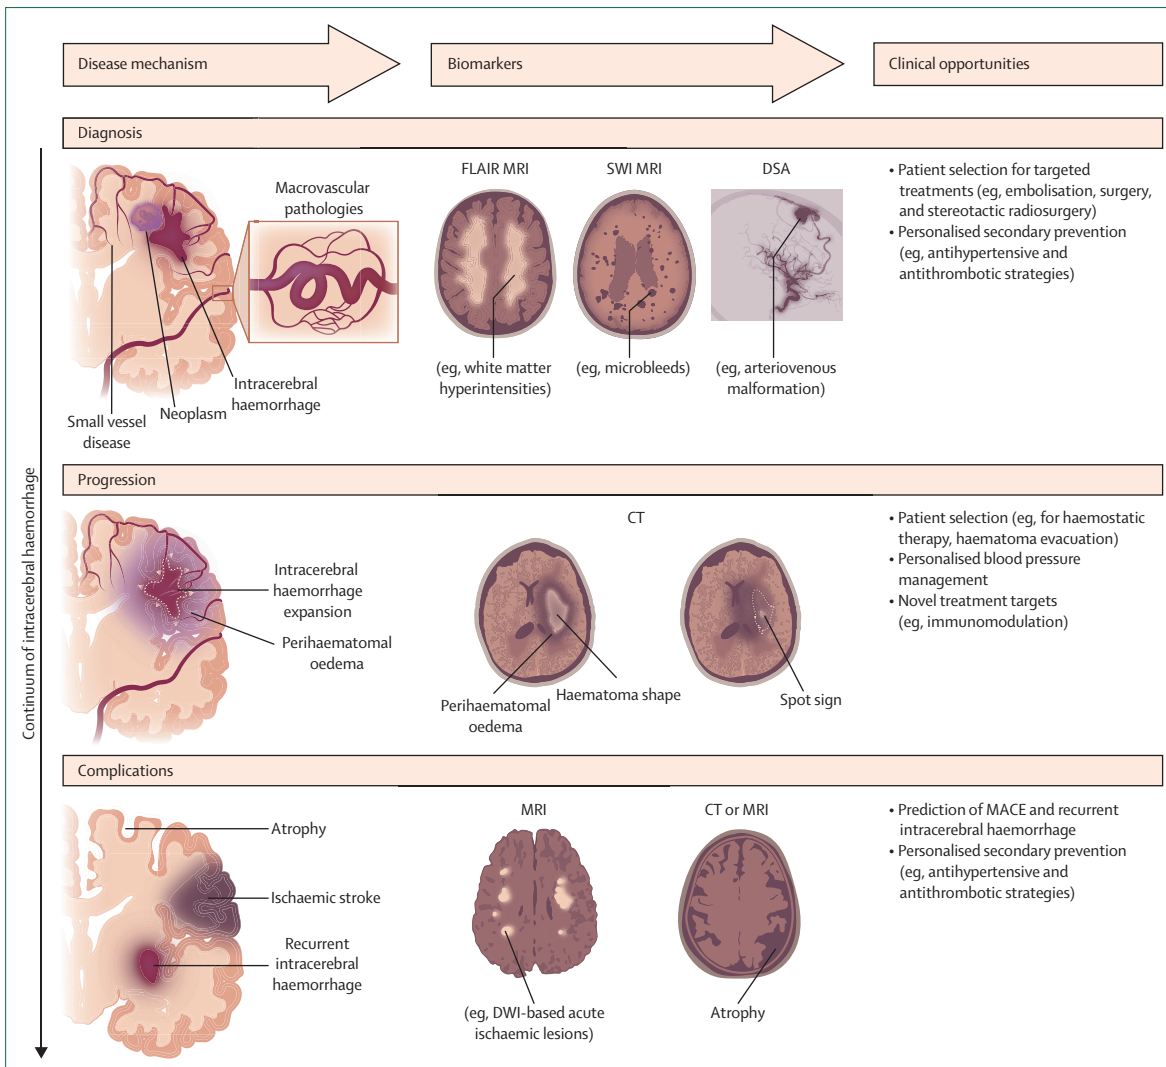 Disease mechanism
Biomarkers
Clinical opportunities
Diagnosis
Macrovascular
pathologies
Intracerebral
haemorrhage
Neoplasm
Small vessel
disease
FLAIR MRI
SWI MRI
DSA
(eg, white matter
hyperintensities)
(eg, microbleeds)
(eg, arteriovenous
malformation)
• Patient selection for targeted
treatments (eg, embolisation, surgery,
and stereotactic radiosurgery)
• Personalised secondary prevention
(eg, antihypertensive and
antithrombotic strategies)
Continuum of intracerebral haemorrhage
Progression
Intracerebral
haemorrhage
expansion
Perihaematomal
oedema
CT
Perihaematomal
oedema
Haematoma shape
Spot sign
• Patient selection (eg, for haemostatic
therapy, haematoma evacuation)
• Personalised blood pressure
management
• Novel treatment targets
(eg, immunomodulation)
Complications
Atrophy
Ischaemic stroke
Recurrent
intracerebral
haemorrhage
MRI
CT or MRI
(eg, DWI-based acute
ischaemic lesions)
Atrophy
• Prediction of MACE and recurrent
intracerebral haemorrhage
• Personalised secondary prevention
(eg, antihypertensive and
antithrombotic strategies)